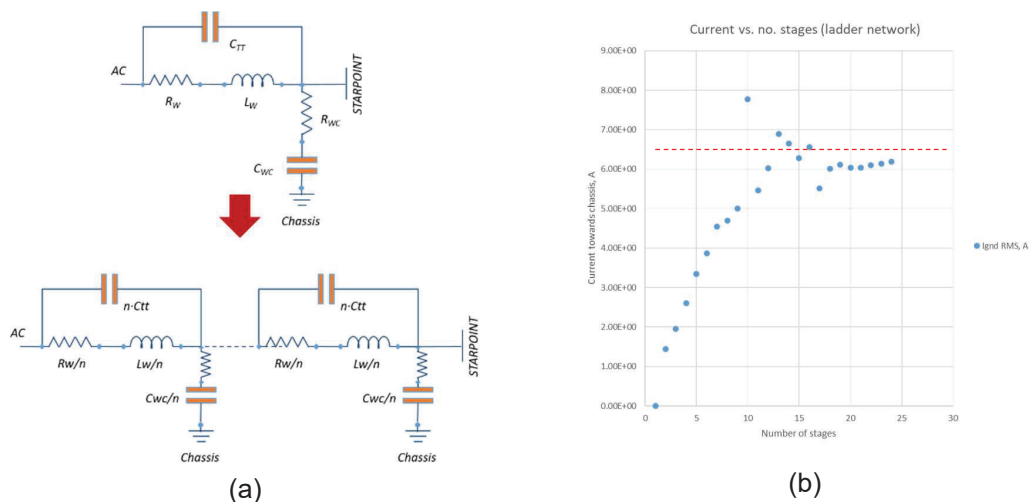 C_TT
AC
R_W
L_W
STARPOINT
R_WC
C_WC
Chassis
n·Ctt
n·Ctt
AC
Rw/n
Lw/n
Rw/n
Lw/n
STARPOINT
Cwc/n
Cwc/n
Chassis
Chassis
(a)
Current vs. no. stages (ladder network)
9.00E+00
8.00E+00
7.00E+00
6.00E+00
5.00E+00
4.00E+00
3.00E+00
2.00E+00
1.00E+00
0.00E+00
Current towards chassis, A
0 5 10 15 20 25 30
Number of stages
Ignd RMS, A
(b)